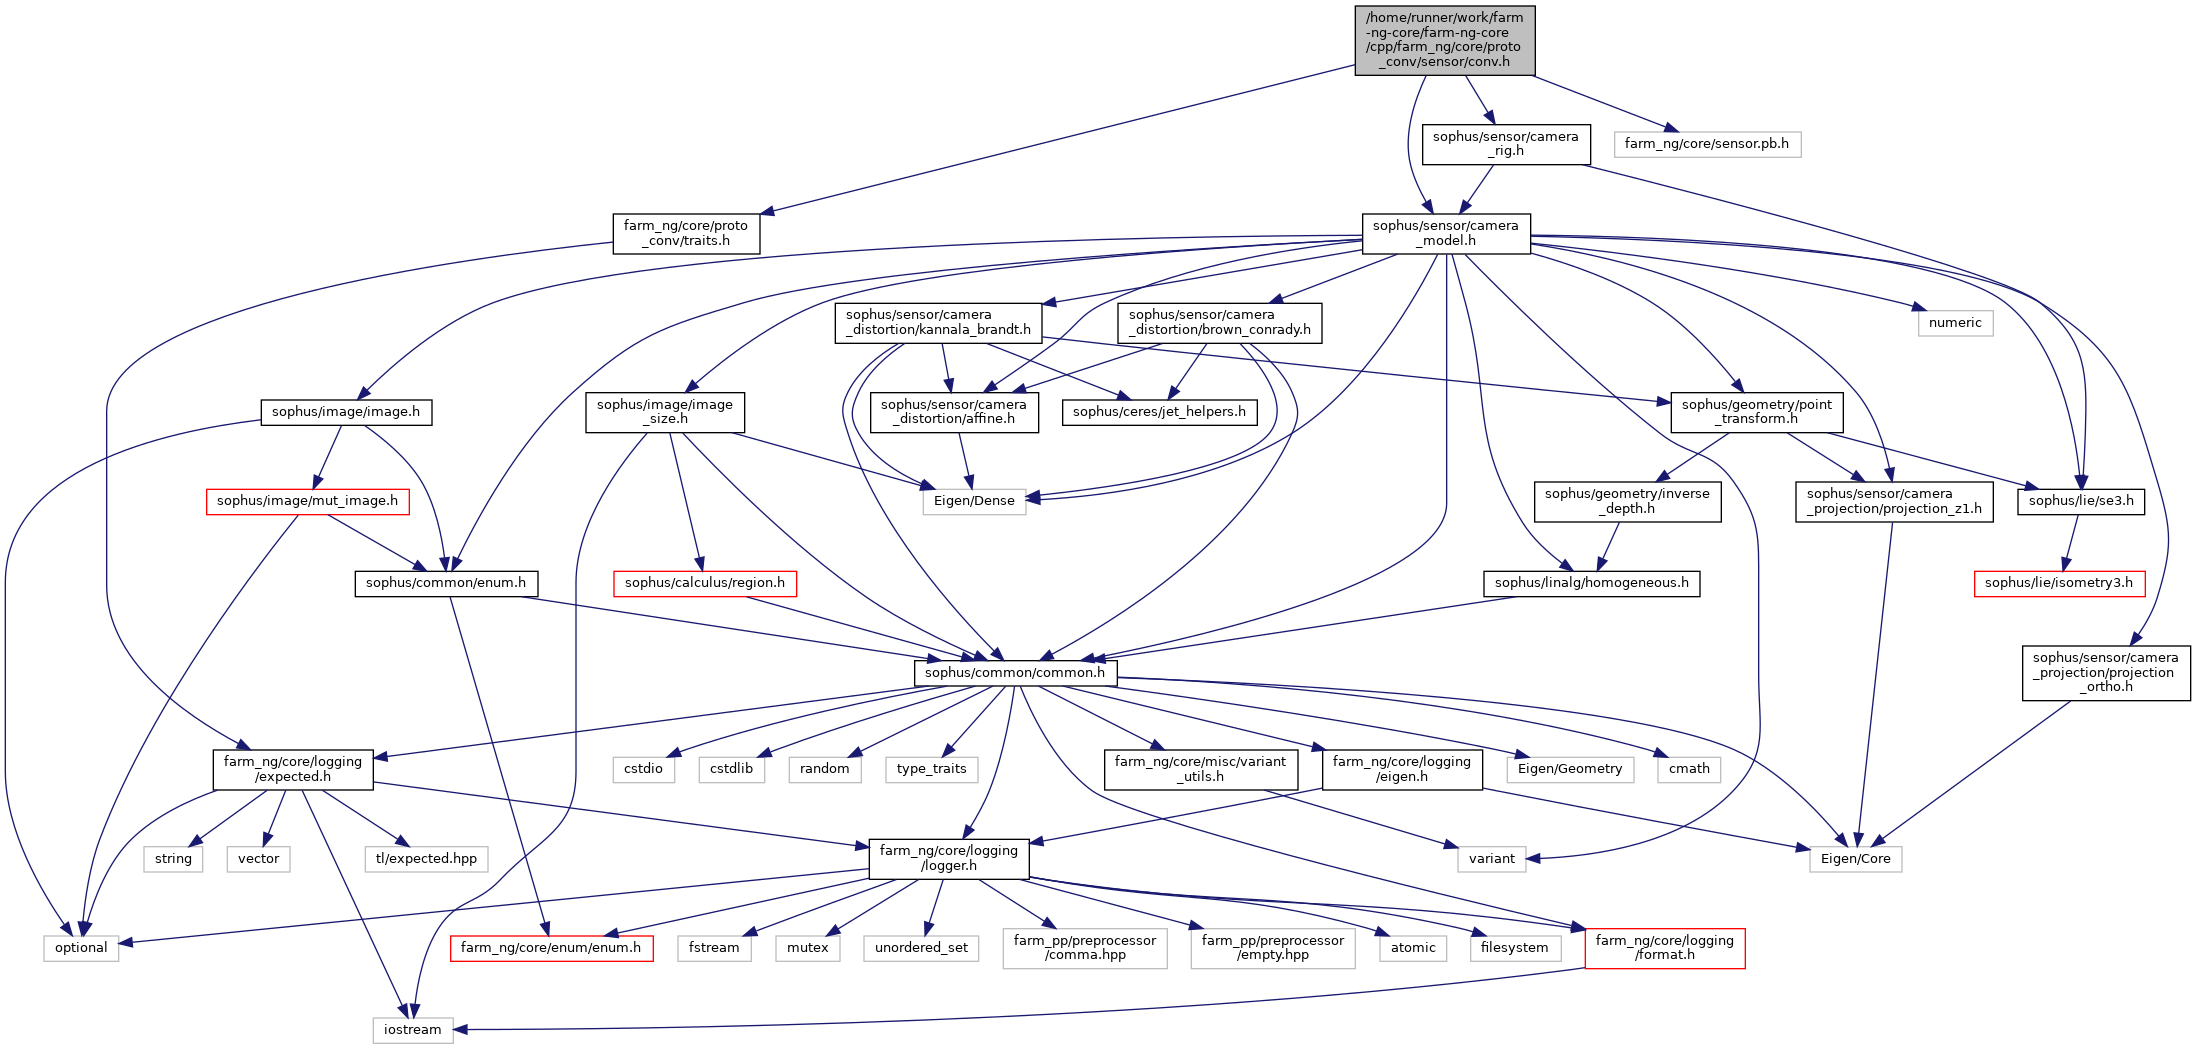 /home/runner/work/farm
-ng-core/farm-ng-core
/cpp/farm_ng/core/proto
_conv/sensor/conv.h
sophus/sensor/camera
_rig.h
farm_ng/core/sensor.pb.h
farm_ng/core/proto
_conv/traits.h
sophus/sensor/camera
_model.h
sophus/sensor/camera
_distortion/kannala_brandt.h
sophus/sensor/camera
_distortion/brown_conrady.h
numeric
sophus/image/image.h
sophus/image/image
_size.h
sophus/sensor/camera
_distortion/affine.h
sophus/ceres/jet_helpers.h
sophus/geometry/point
_transform.h
sophus/image/mut_image.h
Eigen/Dense
sophus/geometry/inverse
_depth.h
sophus/sensor/camera
_projection/projection_z1.h
sophus/lie/se3.h
sophus/common/enum.h
sophus/calculus/region.h
sophus/linalg/homogeneous.h
sophus/lie/isometry3.h
sophus/common/common.h
sophus/sensor/camera
_projection/projection
_ortho.h
farm_ng/core/logging
/expected.h
cstdio
cstdlib
random
type_traits
farm_ng/core/misc/variant
_utils.h
farm_ng/core/logging
/eigen.h
Eigen/Geometry
cmath
string
vector
tl/expected.hpp
farm_ng/core/logging
/logger.h
variant
Eigen/Core
optional
farm_ng/core/enum/enum.h
fstream
mutex
unordered_set
farm_pp/preprocessor
/comma.hpp
farm_pp/preprocessor
/empty.hpp
atomic
filesystem
farm_ng/core/logging
/format.h
iostream